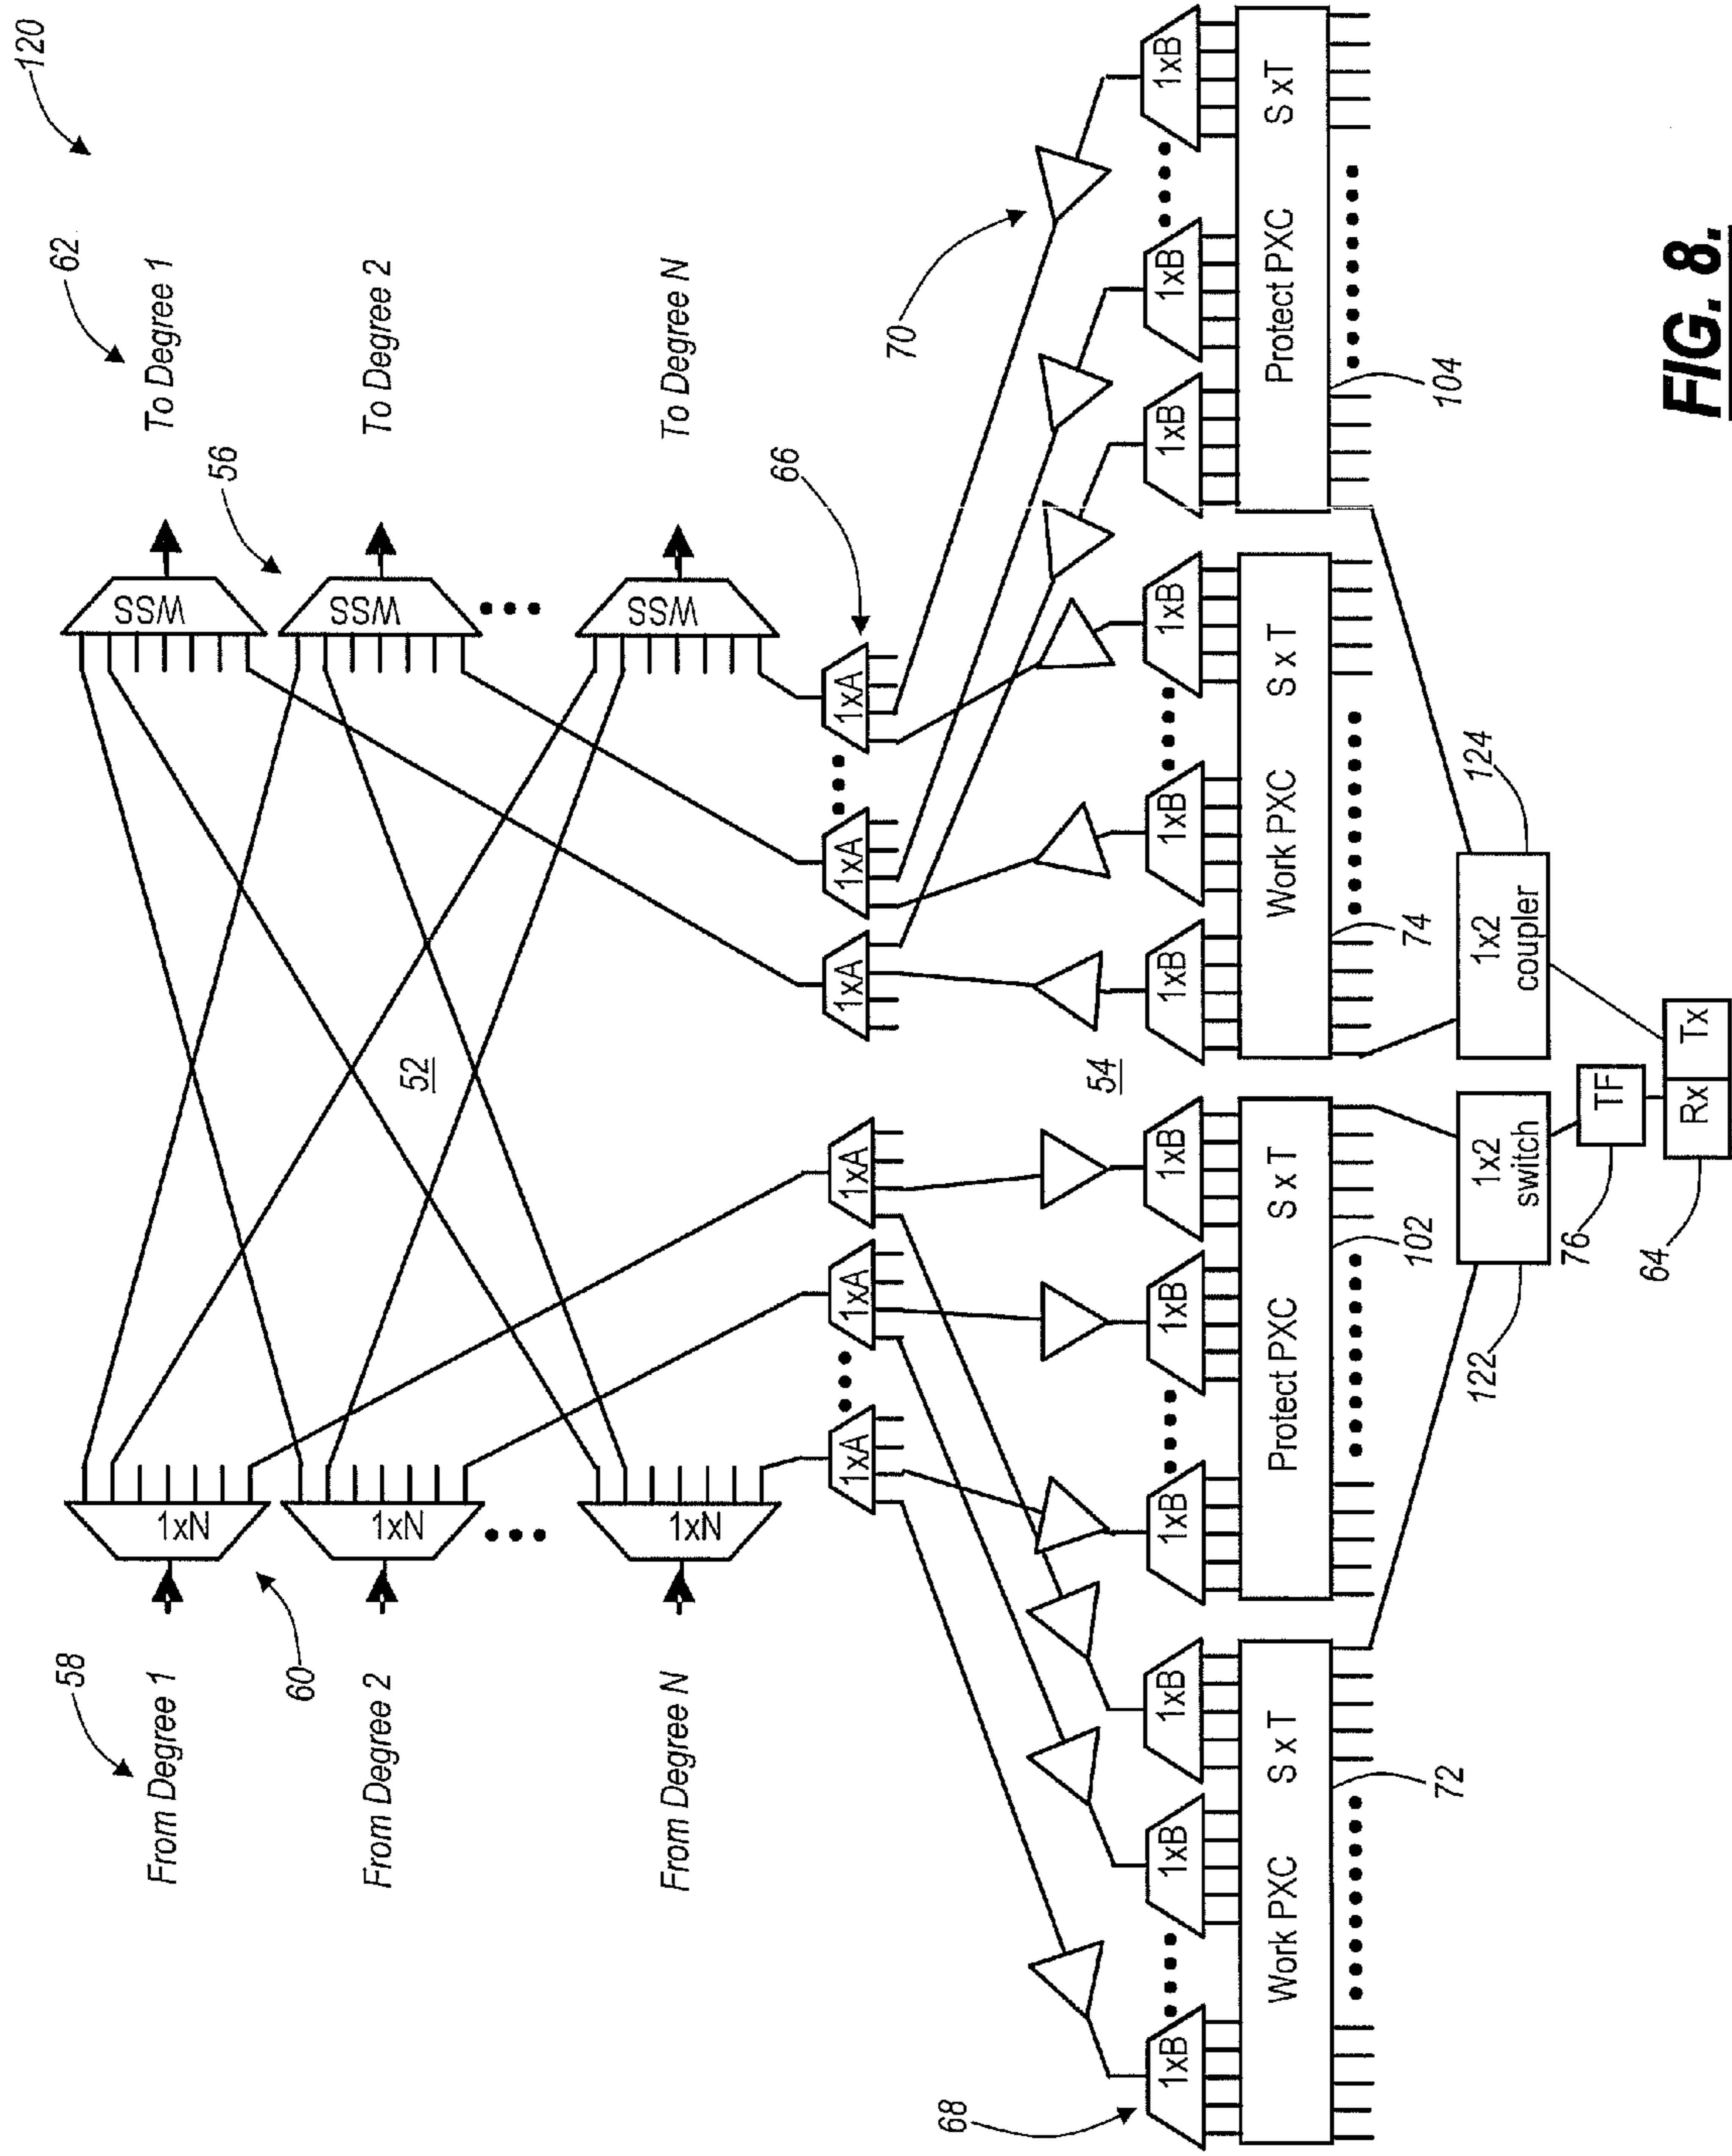 120
58
From Degree 1
60
1xN
WSS
62
To Degree 1
From Degree 2
1xN
WSS
56
To Degree 2
From Degree N
1xN
52
WSS
To Degree N
66
1xA
1xA
1xA
1xA
1xA
1xA
70
54
68
1xB
1xB
1xB
1xB
1xB
1xB
1xB
1xB
1xB
1xB
1xB
1xB
Work PXC S x T
Protect PXC S x T
Work PXC S x T
Protect PXC S xT
72
102
74
104
122
1x2
switch
1x2
coupler
124
76
TF
64
Rx
Tx
FIG. 8.